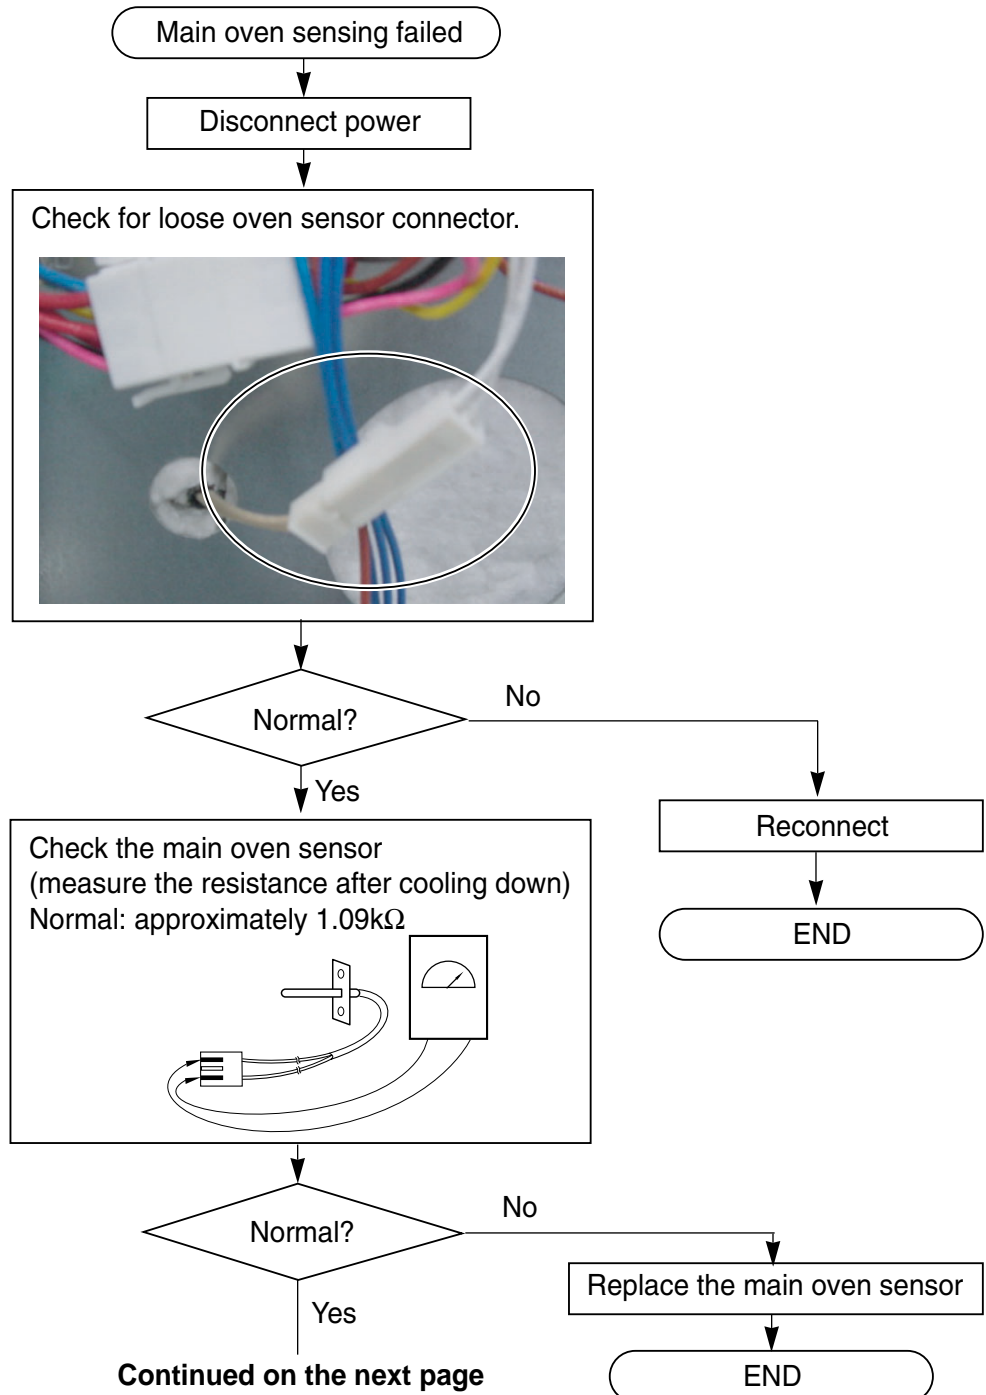 Main oven sensing failed
Disconnect power
Check for loose oven sensor connector.
Normal?
No
Yes
Reconnect
END
Check the main oven sensor
(measure the resistance after cooling down)
Normal: approximately 1.09kΩ
Normal?
No
Yes
Replace the main oven sensor
END
Continued on the next page